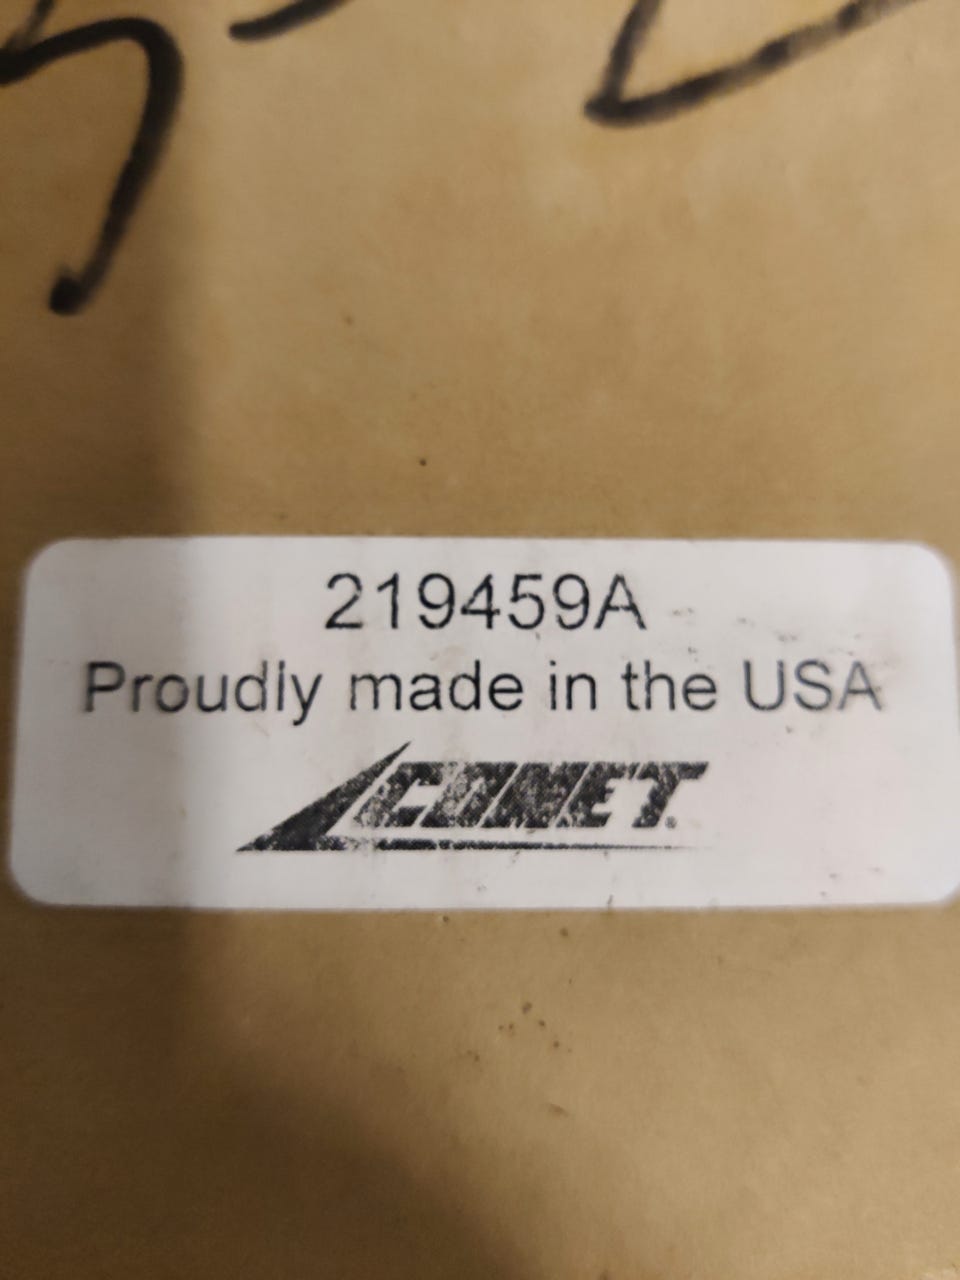 219459A
Proudly made in the USA
COMET®